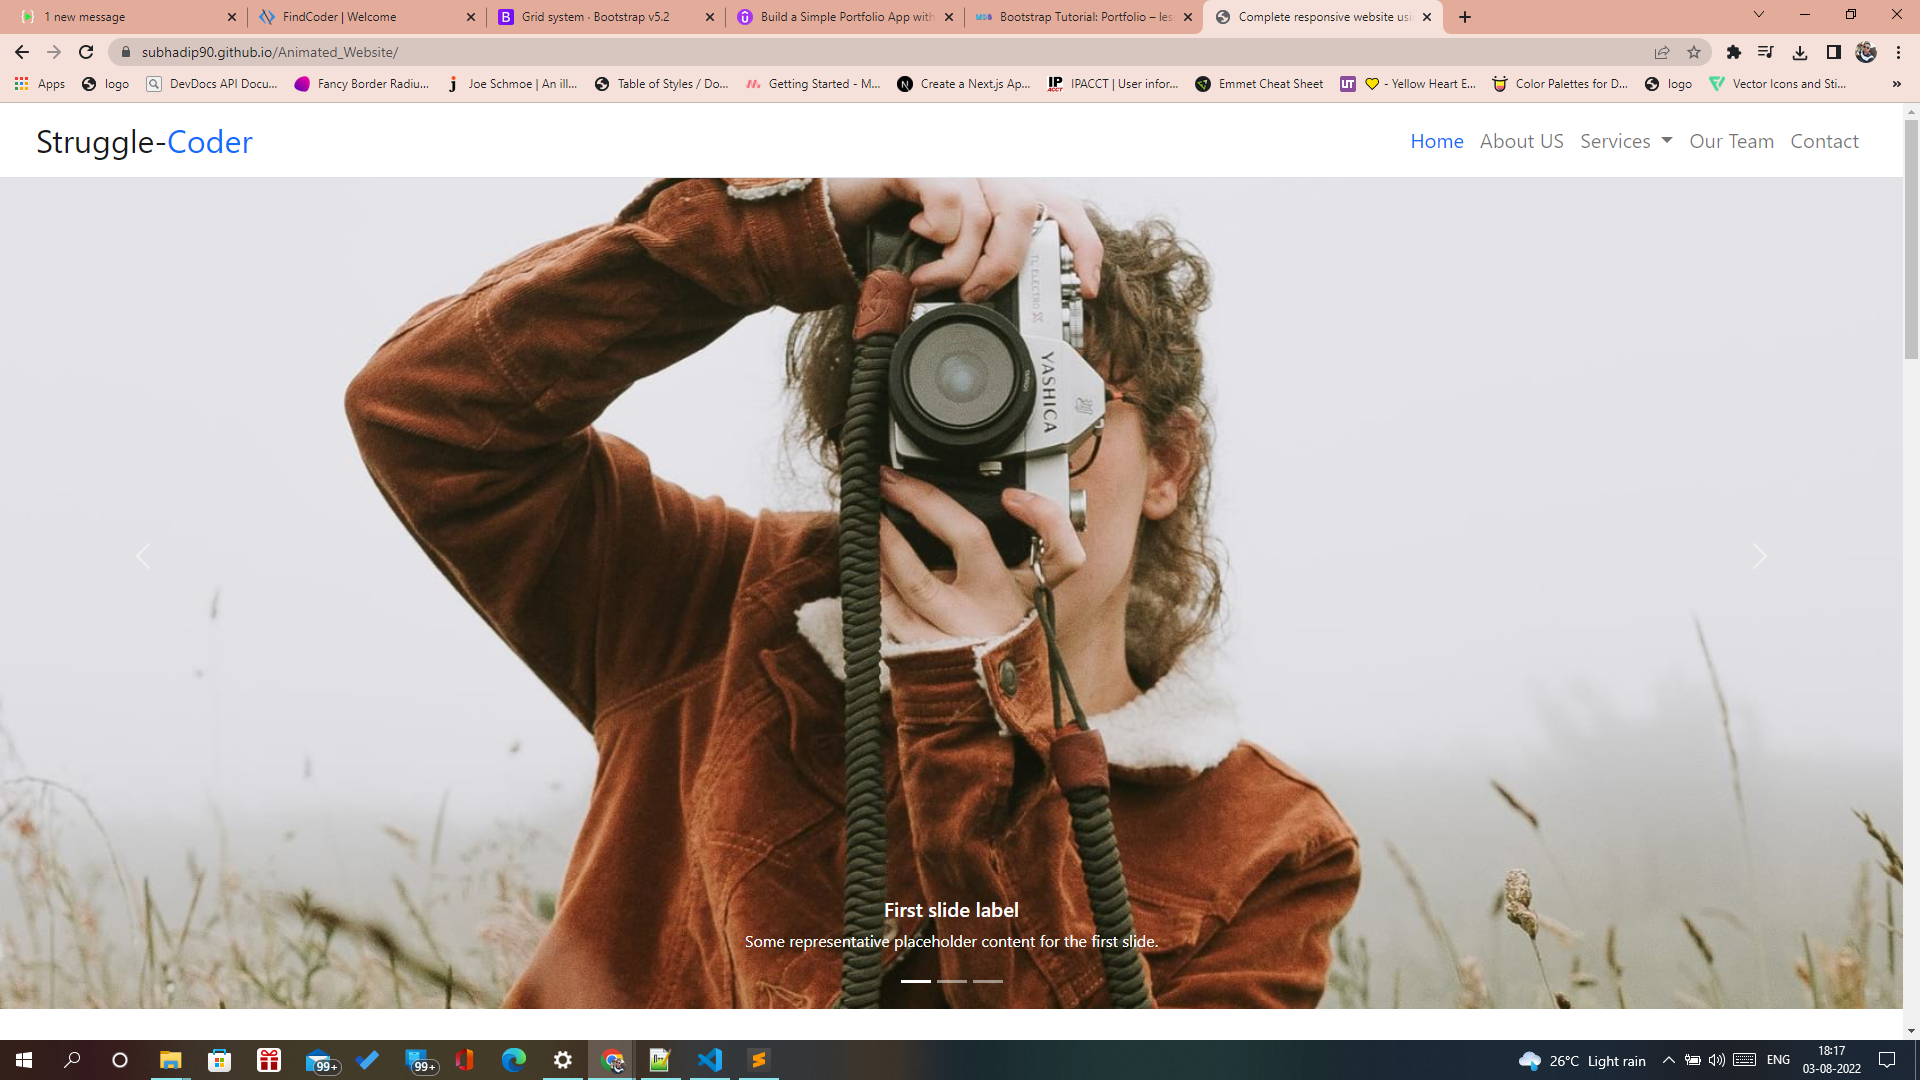 1 new message
FindCoder | Welcome
Grid system · Bootstrap v5.2
Build a Simple Portfolio App with
Bootstrap Tutorial: Portfolio – les
Complete responsive website usin
subhadip90.github.io/Animated_Website/
Apps
logo
DevDocs API Docu...
Fancy Border Radiu...
Joe Schmoe | An ill...
Table of Styles / Do...
Getting Started - M...
Create a Next.js Ap...
IPACCT | User infor...
Emmet Cheat Sheet
- Yellow Heart E...
Color Palettes for D...
logo
Vector Icons and Sti...
»
Struggle-Coder
Home
About US
Services
Our Team
Contact
TL ELECTRO X
YASHICA
First slide label
Some representative placeholder content for the first slide.
99+
99+
26°C Light rain
ENG
18:17
03-08-2022